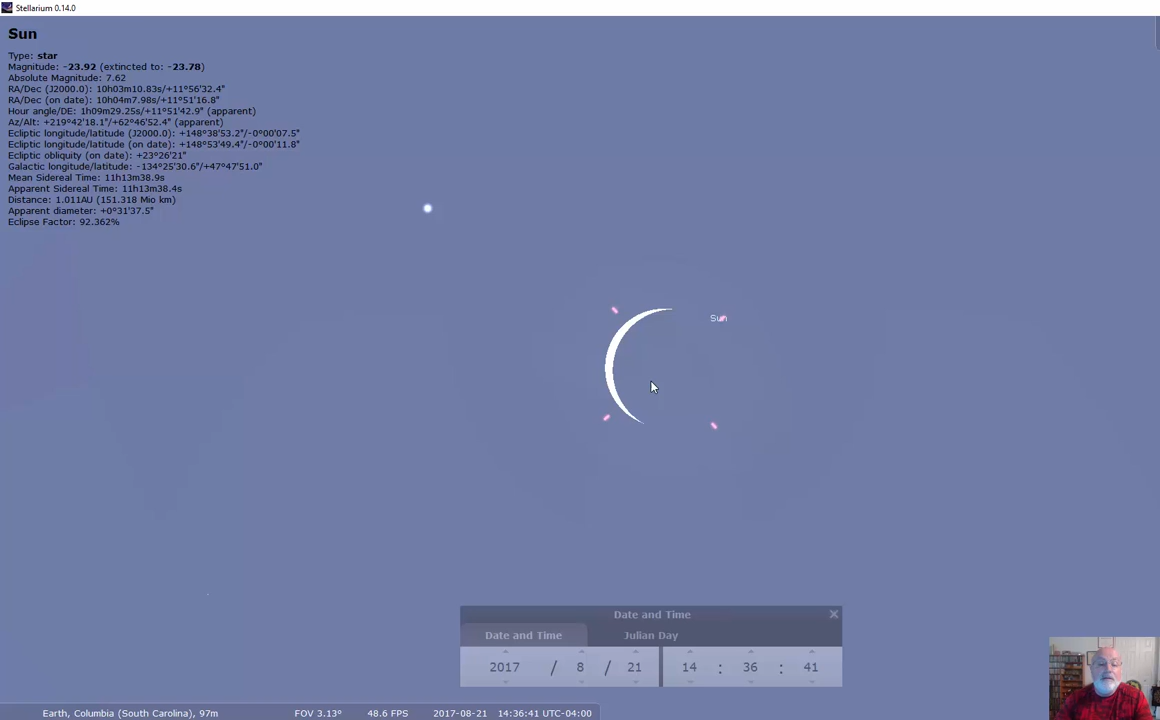 Stellarium 0.14.0
Sun
Type: star
Magnitude: -23.92 (extincted to: -23.78)
Absolute Magnitude: 7.62
RA/Dec (J2000.0): 10h03m10.83s/+11°56'32.4"
RA/Dec (on date): 10h04m7.98s/+11°51'16.8"
Hour angle/DE: 1h09m29.25s/+11°51'42.9" (apparent)
Az/Alt: +219°42'18.1"/+62°46'52.4" (apparent)
Ecliptic longitude/latitude (J2000.0): +148°38'53.2"/-0°00'07.5"
Ecliptic longitude/latitude (on date): +148°53'49.4"/-0°00'11.8"
Ecliptic obliquity (on date): +23°26'21"
Galactic longitude/latitude: -134°25'30.6"/+47°47'51.0"
Mean Sidereal Time: 11h13m38.9s
Apparent Sidereal Time: 11h13m38.4s
Distance: 1.011AU (151.318 Mio km)
Apparent diameter: +0°31'37.5"
Eclipse Factor: 92.362%
Sun
Date and Time
Date and Time Julian Day
2017 / 8 / 21 14 : 36 : 41
Earth, Columbia (South Carolina), 97m FOV 3.13° 48.6 FPS 2017-08-21 14:36:41 UTC-04:00